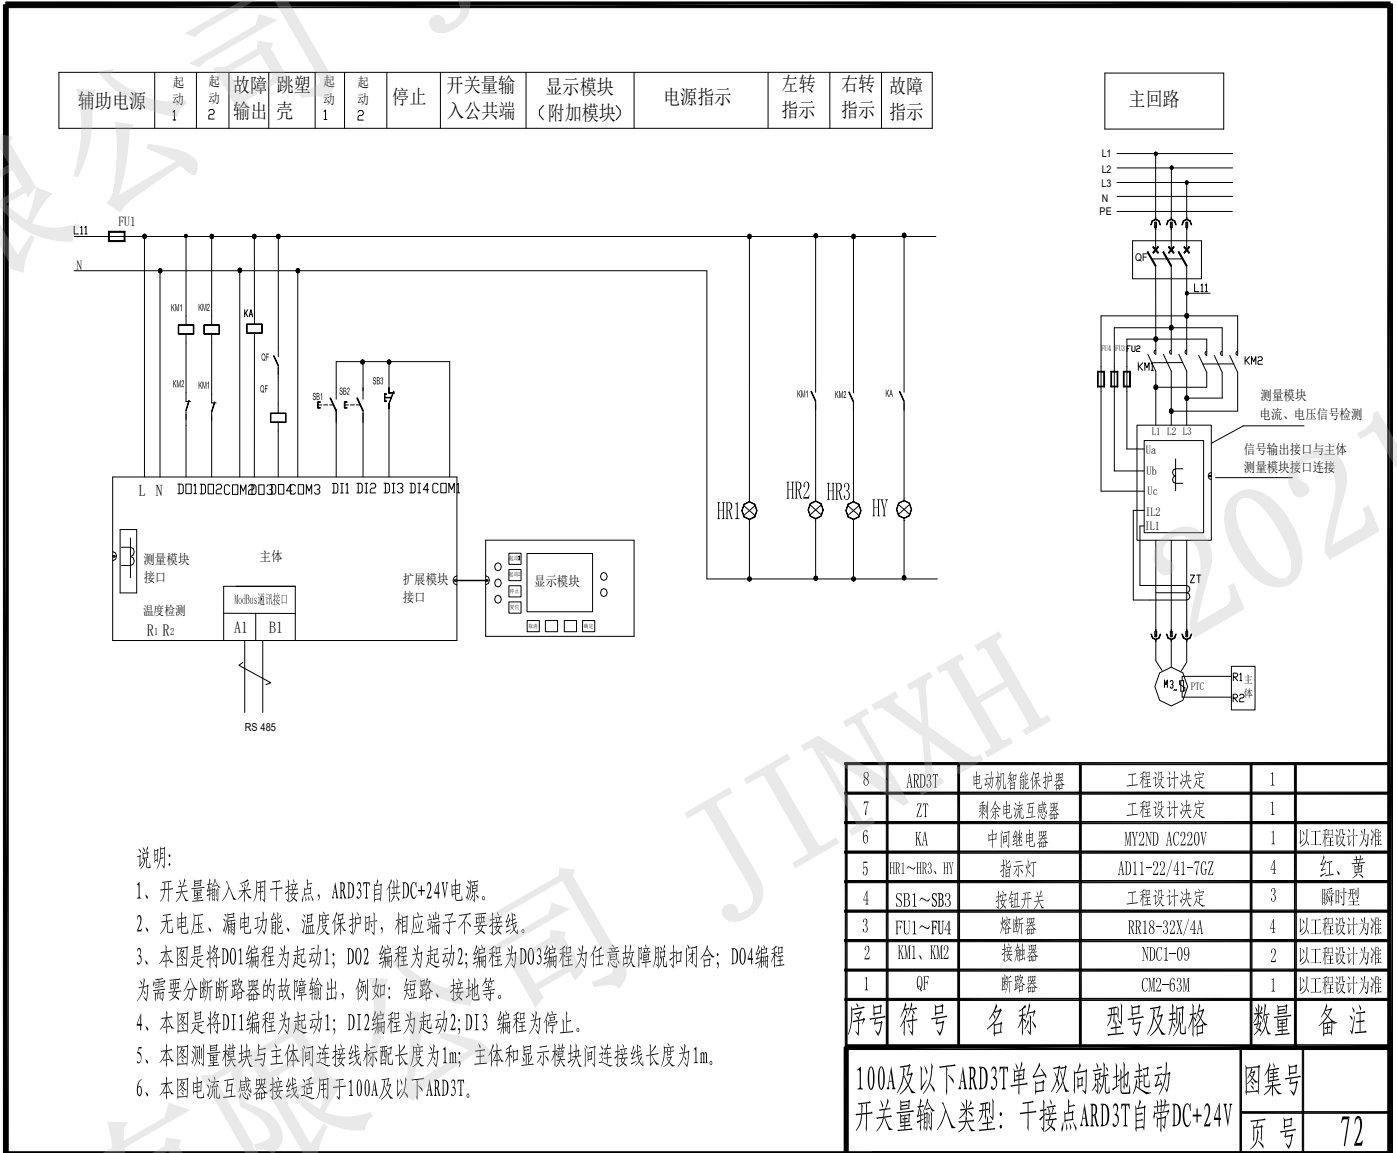 辅助电源
起动1
起动2
故障输出
跳塑壳
起动1
起动2
停止
开关量输入公共端
显示模块（附加模块）
电源指示
左转指示
右转指示
故障指示
主回路
L1
L2
L3
N
PE
QF
L11
FU4 FU3 FU2
KM1
KM2
测量模块
电流、电压信号检测
信号输出接口与主体
测量模块接口连接
L1 L2 L3
Ua
Ub
Uc
IL2
IL1
ZT
PTC
R1
R2
主体
L11
FU1
N
KM1
KM2
KA
QF
KM2
KM1
QF
SB1
SB2
SB3
KM1
KM2
KA
HR1
HR2
HR3
HY
L N DO1 DO2 COM2 DO3 DO4 COM3 DI1 DI2 DI3 DI4 COM1
测量模块
接口
主体
扩展模块
接口
显示模块
温度检测
R1 R2
ModBus通讯接口
A1 B1
RS 485
说明:
1、开关量输入采用干接点，ARD3T自供DC+24V电源。
2、无电压、漏电功能、温度保护时，相应端子不要接线。
3、本图是将DO1编程为起动1; DO2 编程为起动2;编程为DO3编程为任意故障脱扣闭合; DO4编程
为需要分断断路器的故障输出，例如: 短路、接地等。
4、本图是将DI1编程为起动1; DI2编程为起动2;DI3 编程为停止。
5、本图测量模块与主体间连接线标配长度为1m; 主体和显示模块间连接线长度为1m。
6、本图电流互感器接线适用于100A及以下ARD3T。
8 ARD3T 电动机智能保护器 工程设计决定 1
7 ZT 剩余电流互感器 工程设计决定 1
6 KA 中间继电器 MY2ND AC220V 1 以工程设计为准
5 HR1～HR3、HY 指示灯 AD11-22/41-7GZ 4 红、黄
4 SB1～SB3 按钮开关 工程设计决定 3 瞬时型
3 FU1～FU4 熔断器 RR18-32X/4A 4 以工程设计为准
2 KM1、KM2 接触器 NDC1-09 2 以工程设计为准
1 QF 断路器 CM2-63M 1 以工程设计为准
序号 符 号 名 称 型号及规格 数量 备 注
100A及以下ARD3T单台双向就地起动
开关量输入类型: 干接点ARD3T自带DC+24V
图集号
页 号 72
限公司 J
有限公司 JINXH 2021